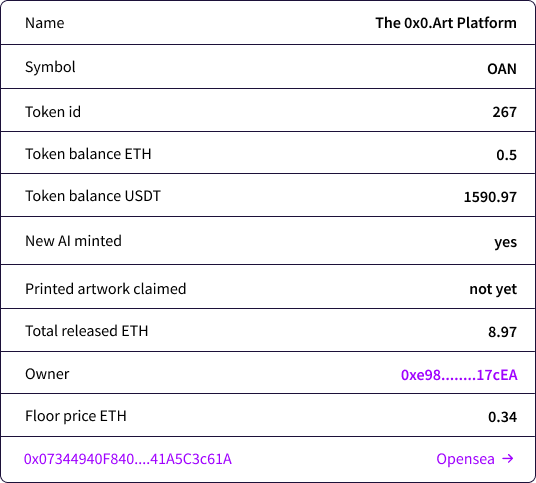 Name The 0x0.Art Platform
Symbol OAN
Token id 267
Token balance ETH 0.5
Token balance USDT 1590.97
New AI minted yes
Printed artwork claimed not yet
Total released ETH 8.97
Owner 0xe98........17cEA
Floor price ETH 0.34
0x07344940F840....41A5C3c61A Opensea →